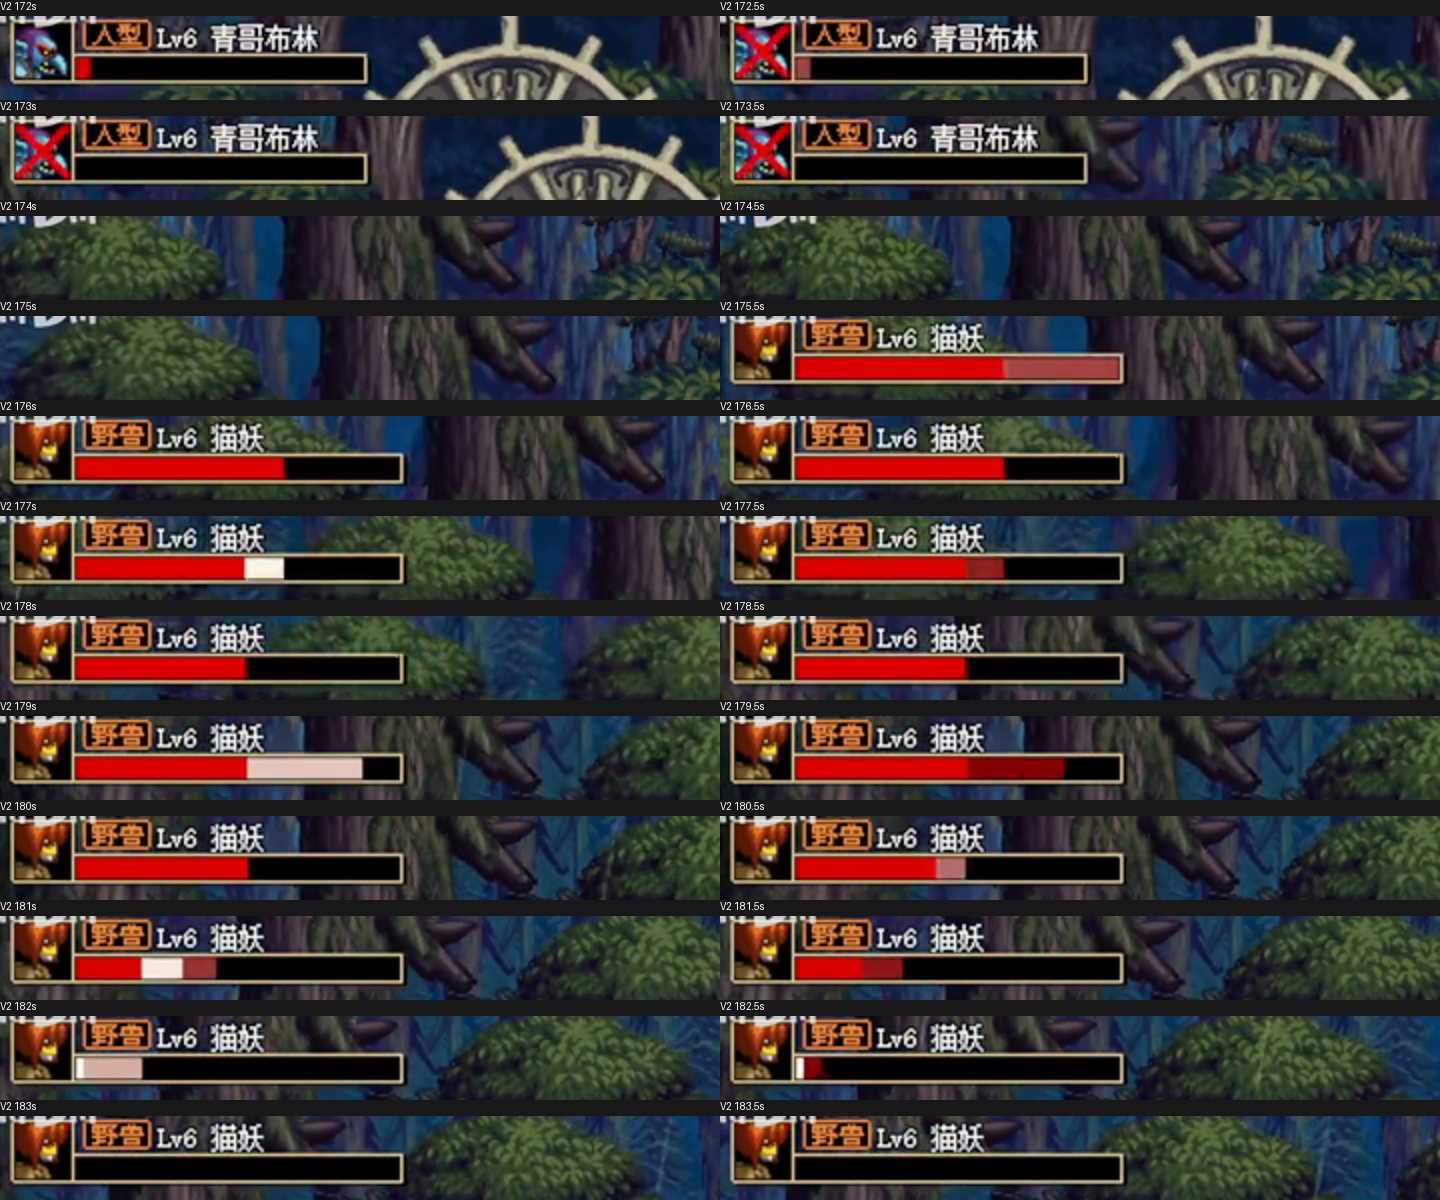 V2 172s
人型 Lv6 青哥布林
V2 172.5s
人型 Lv6 青哥布林
V2 173s
人型 Lv6 青哥布林
V2 173.5s
人型 Lv6 青哥布林
V2 174s
V2 174.5s
V2 175s
V2 175.5s
野兽 Lv6 猫妖
V2 176s
野兽 Lv6 猫妖
V2 176.5s
野兽 Lv6 猫妖
V2 177s
野兽 Lv6 猫妖
V2 177.5s
野兽 Lv6 猫妖
V2 178s
野兽 Lv6 猫妖
V2 178.5s
野兽 Lv6 猫妖
V2 179s
野兽 Lv6 猫妖
V2 179.5s
野兽 Lv6 猫妖
V2 180s
野兽 Lv6 猫妖
V2 180.5s
野兽 Lv6 猫妖
V2 181s
野兽 Lv6 猫妖
V2 181.5s
野兽 Lv6 猫妖
V2 182s
野兽 Lv6 猫妖
V2 182.5s
野兽 Lv6 猫妖
V2 183s
野兽 Lv6 猫妖
V2 183.5s
野兽 Lv6 猫妖